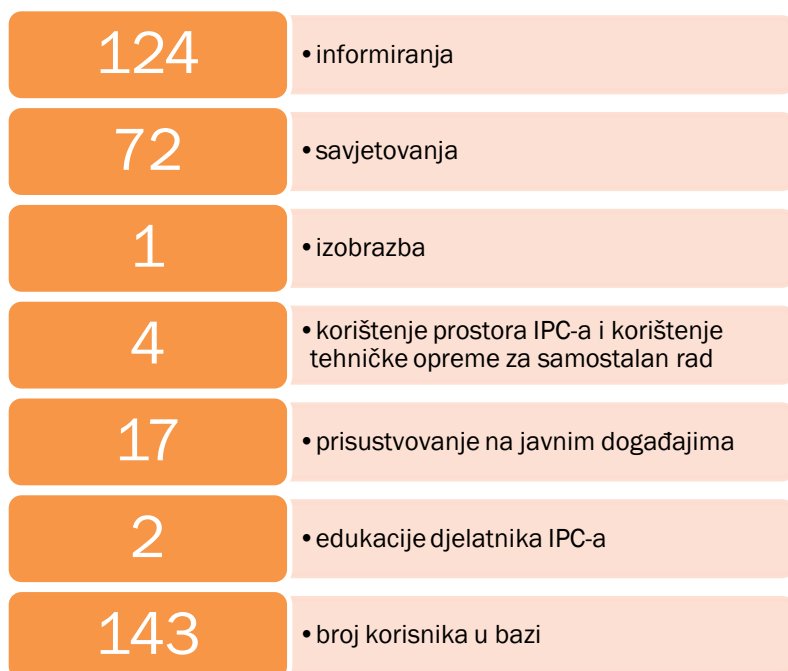 124
•informiranja
72
•savjetovanja
1
•izobrazba
4
•korištenje prostora IPC-a i korištenje
tehničke opreme za samostalan rad
17
•prisustvovanje na javnim događajima
2
•edukacije djelatnika IPC-a
143
•broj korisnika u bazi